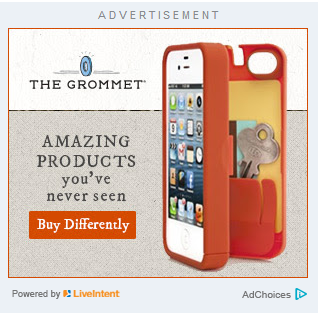 ADVERTISEMENT
THE GROMMET
AMAZING
PRODUCTS
you've
never seen
Buy Differently
Powered by LiveIntent
AdChoices